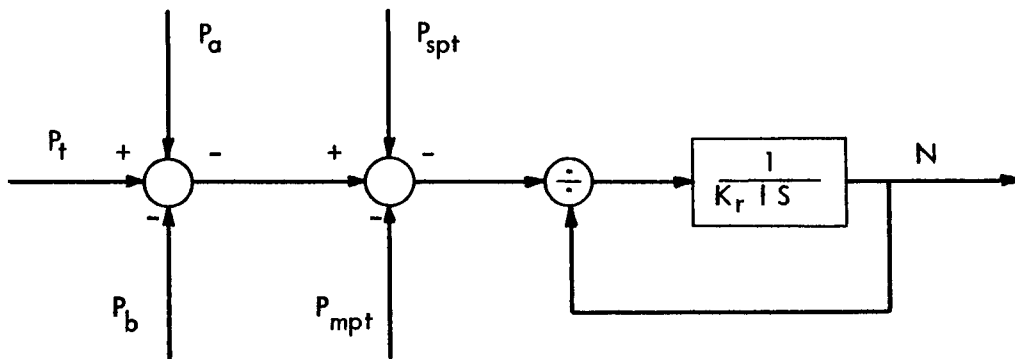 P_a
P_spt
P_t
+
-
+
-
÷
1
K_r I S
N
-
-
P_b
P_mpt